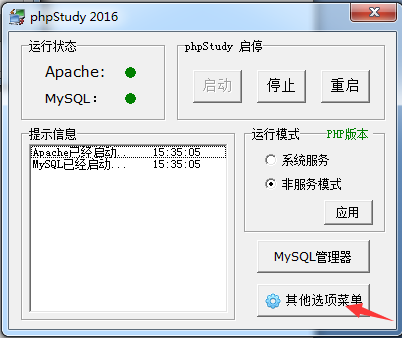 phpStudy 2016
运行状态
Apache:
MySQL:
phpStudy 启停
启动
停止
重启
提示信息
Apache已经启动... 15:35:05
MySQL已经启动... 15:35:05
运行模式 PHP版本
系统服务
非服务模式
应用
MySQL管理器
其他选项菜单